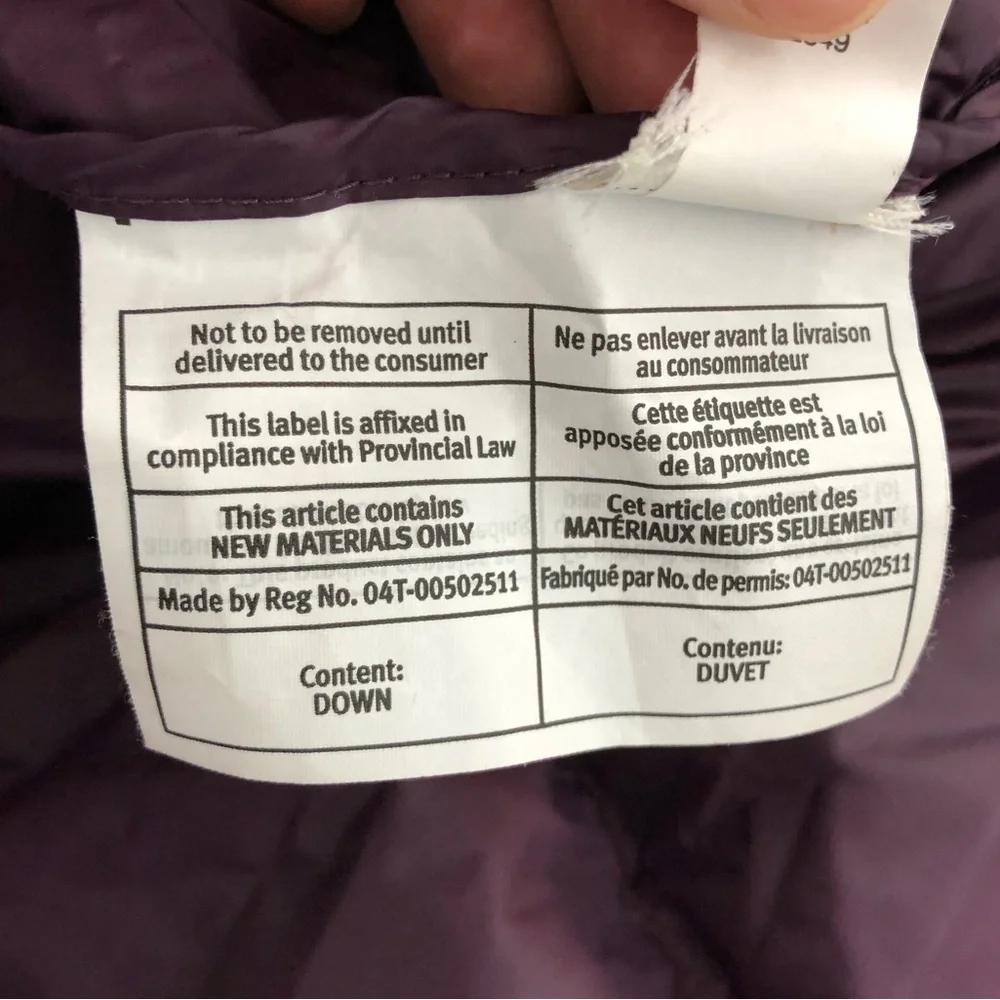 Not to be removed until
delivered to the consumer
Ne pas enlever avant la livraison
au consommateur
This label is affixed in
compliance with Provincial Law
Cette étiquette est
apposée conformément à la loi
de la province
This article contains
NEW MATERIALS ONLY
Cet article contient des
MATÉRIAUX NEUFS SEULEMENT
Made by Reg No. 04T-00502511
Fabriqué par No. de permis: 04T-00502511
Content:
DOWN
Contenu:
DUVET